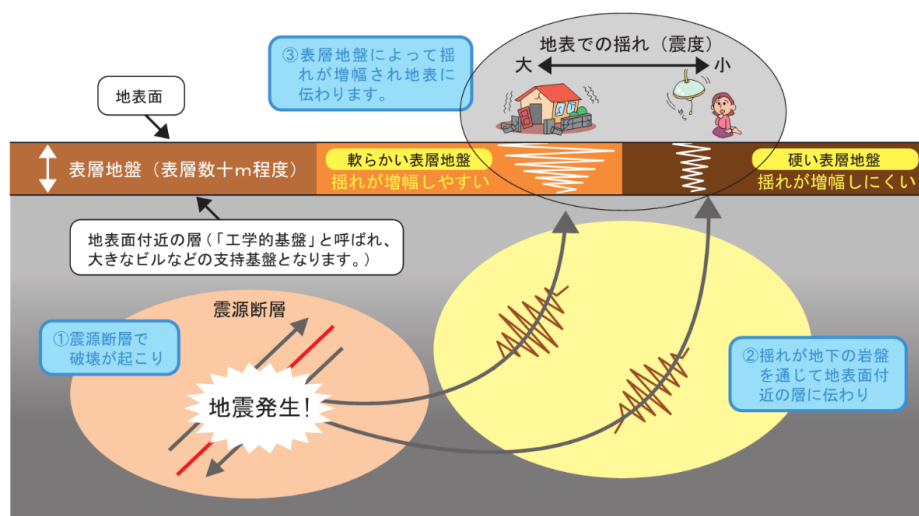 ③表層地盤によって揺
れが増幅され地表に
伝わります。
地表での揺れ（震度）
大
小
地表面
表層地盤（表層数十m程度）
軟らかい表層地盤
揺れが増幅しやすい
硬い表層地盤
揺れが増幅しにくい
地表面付近の層（「工学的基盤」と呼ばれ、
大きなビルなどの支持基盤となります。）
震源断層
①震源断層で
破壊が起こり
地震発生！
②揺れが地下の岩盤
を通じて地表面付
近の層に伝わり